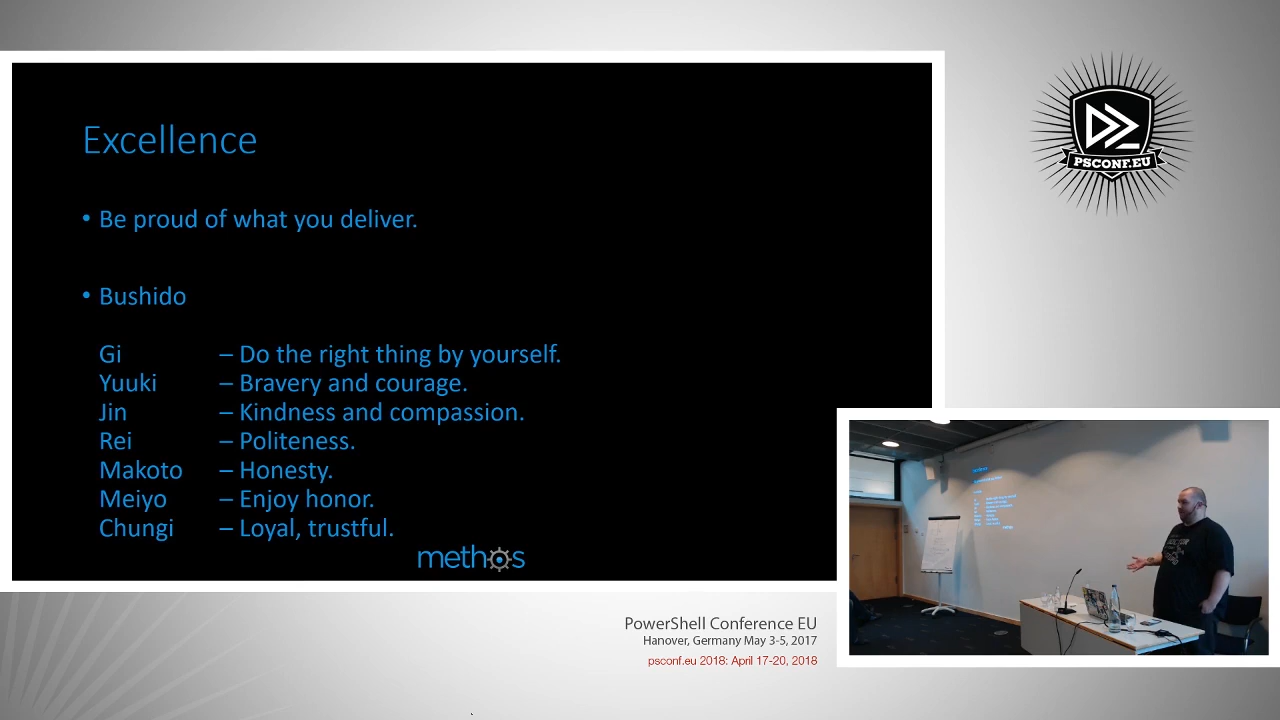 Excellence
• Be proud of what you deliver.
• Bushido
Gi – Do the right thing by yourself.
Yuuki – Bravery and courage.
Jin – Kindness and compassion.
Rei – Politeness.
Makoto – Honesty.
Meiyo – Enjoy honor.
Chungi – Loyal, trustful.
methos
PSCONF.EU
PowerShell Conference EU
Hanover, Germany May 3-5, 2017
psconf.eu 2018: April 17-20, 2018